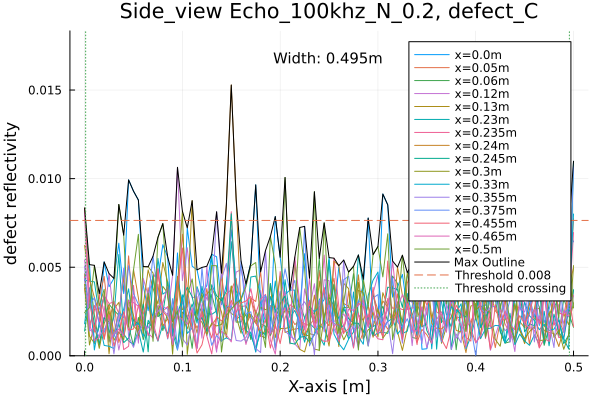 Side_view Echo_100khz_N_0.2, defect_C
Width: 0.495m
x=0.0m
x=0.05m
x=0.06m
x=0.12m
x=0.13m
x=0.23m
x=0.235m
x=0.24m
x=0.245m
x=0.3m
x=0.33m
x=0.355m
x=0.375m
x=0.455m
x=0.465m
x=0.5m
Max Outline
Threshold 0.008
Threshold crossing
defect reflectivity
0.015
0.010
0.005
0.000
0.0 0.1 0.2 0.3 0.4 0.5
X-axis [m]